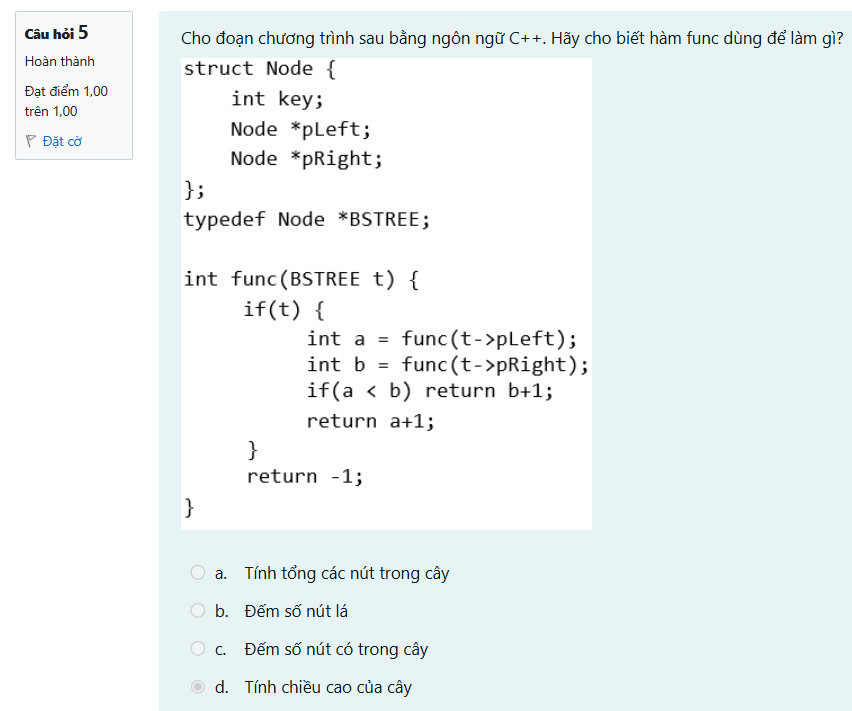 Câu hỏi 5
Hoàn thành
Đạt điểm 1,00
trên 1,00
Đặt cờ
Cho đoạn chương trình sau bằng ngôn ngữ C++. Hãy cho biết hàm func dùng để làm gì?
struct Node {
    int key;
    Node *pLeft;
    Node *pRight;
};
typedef Node *BSTREE;
int func(BSTREE t) {
     if(t) {
          int a = func(t->pLeft);
          int b = func(t->pRight);
          if(a < b) return b+1;
          return a+1;
     }
     return -1;
}
a. Tính tổng các nút trong cây
b. Đếm số nút lá
c. Đếm số nút có trong cây
d. Tính chiều cao của cây